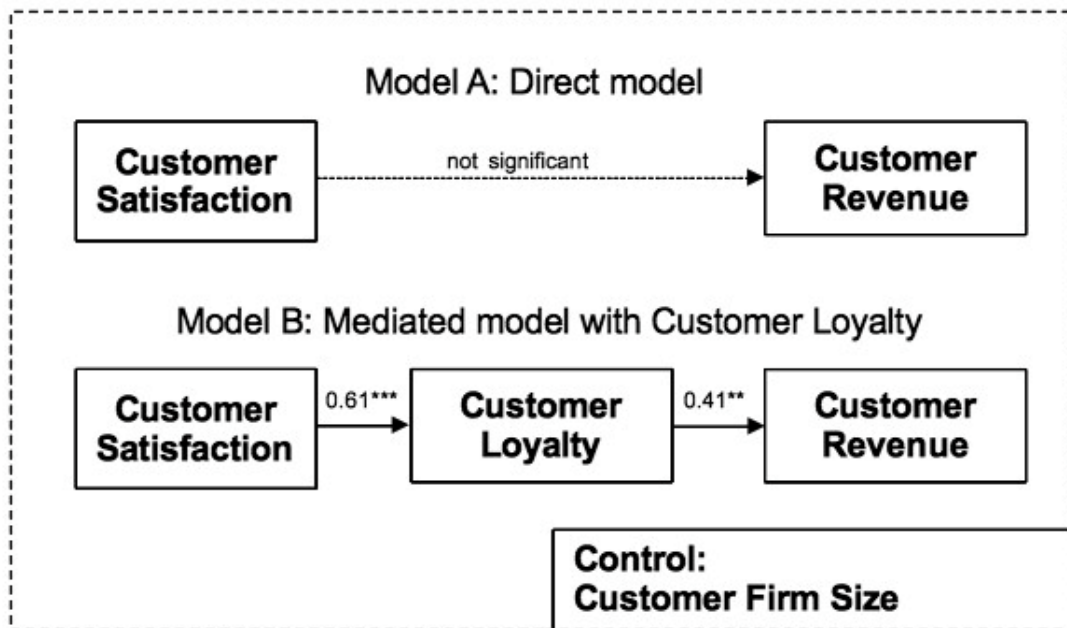 Model A: Direct model
Customer
Satisfaction
not significant
Customer
Revenue
Model B: Mediated model with Customer Loyalty
Customer
Satisfaction
0.61***
Customer
Loyalty
0.41**
Customer
Revenue
Control:
Customer Firm Size